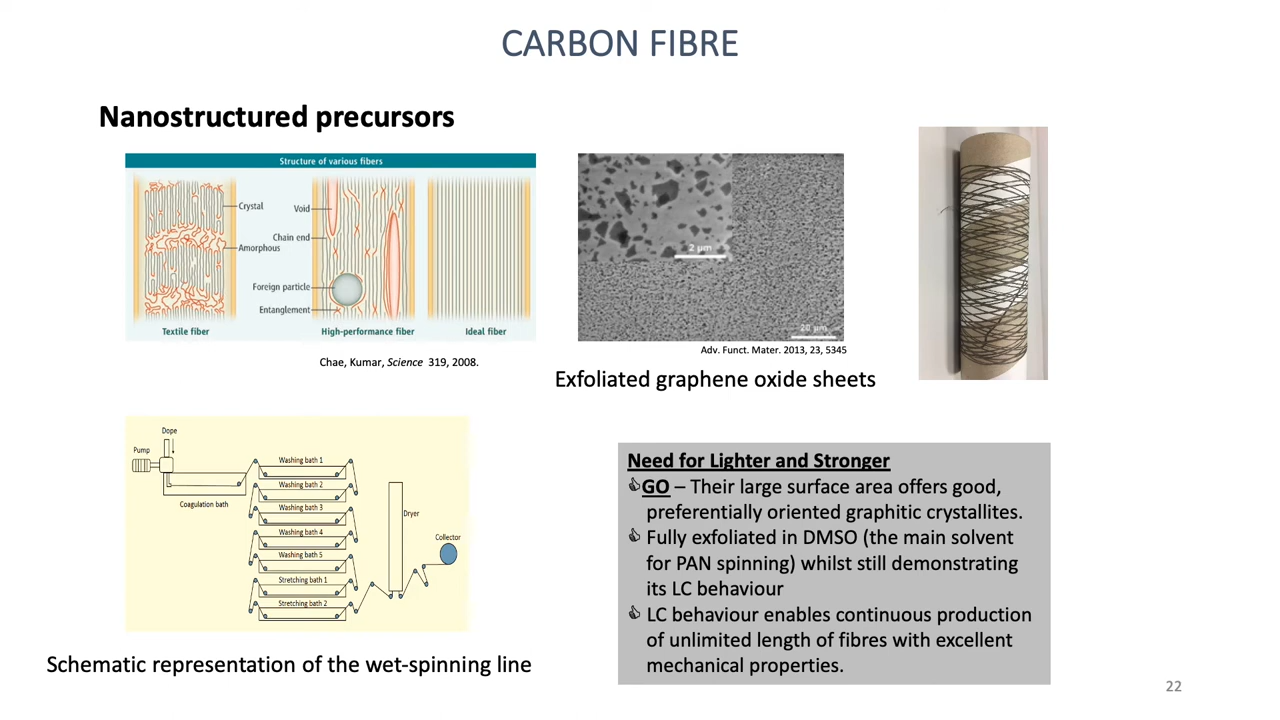 CARBON FIBRE
Nanostructured precursors
Structure of various fibers
Crystal
Amorphous
Textile fiber
Void
Chain end
Foreign particle
Entanglement
High-performance fiber
Ideal fiber
Chae, Kumar, Science 319, 2008.
2 µm
20 µm
Adv. Funct. Mater. 2013, 23, 5345
Exfoliated graphene oxide sheets
Dope
Pump
Coagulation bath
Washing bath 1
Washing bath 2
Washing bath 3
Washing bath 4
Washing bath 5
Stretching bath 1
Stretching bath 2
Dryer
Collector
Schematic representation of the wet-spinning line
Need for Lighter and Stronger
GO – Their large surface area offers good,
preferentially oriented graphitic crystallites.
Fully exfoliated in DMSO (the main solvent
for PAN spinning) whilst still demonstrating
its LC behaviour
LC behaviour enables continuous production
of unlimited length of fibres with excellent
mechanical properties.
22